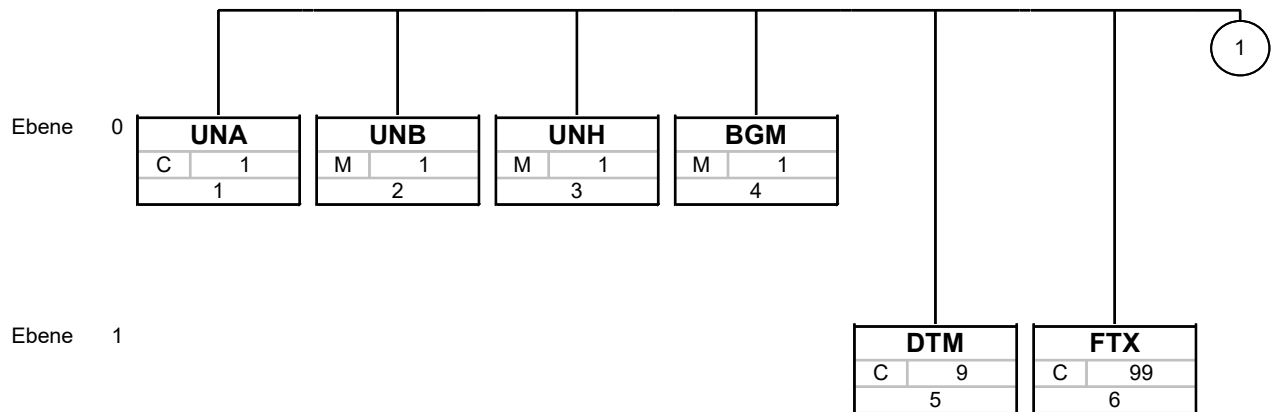 1
Ebene 0
UNA UNB UNH BGM
C 1 M 1 M 1 M 1
1 2 3 4
Ebene 1
DTM FTX
C 9 C 99
5 6